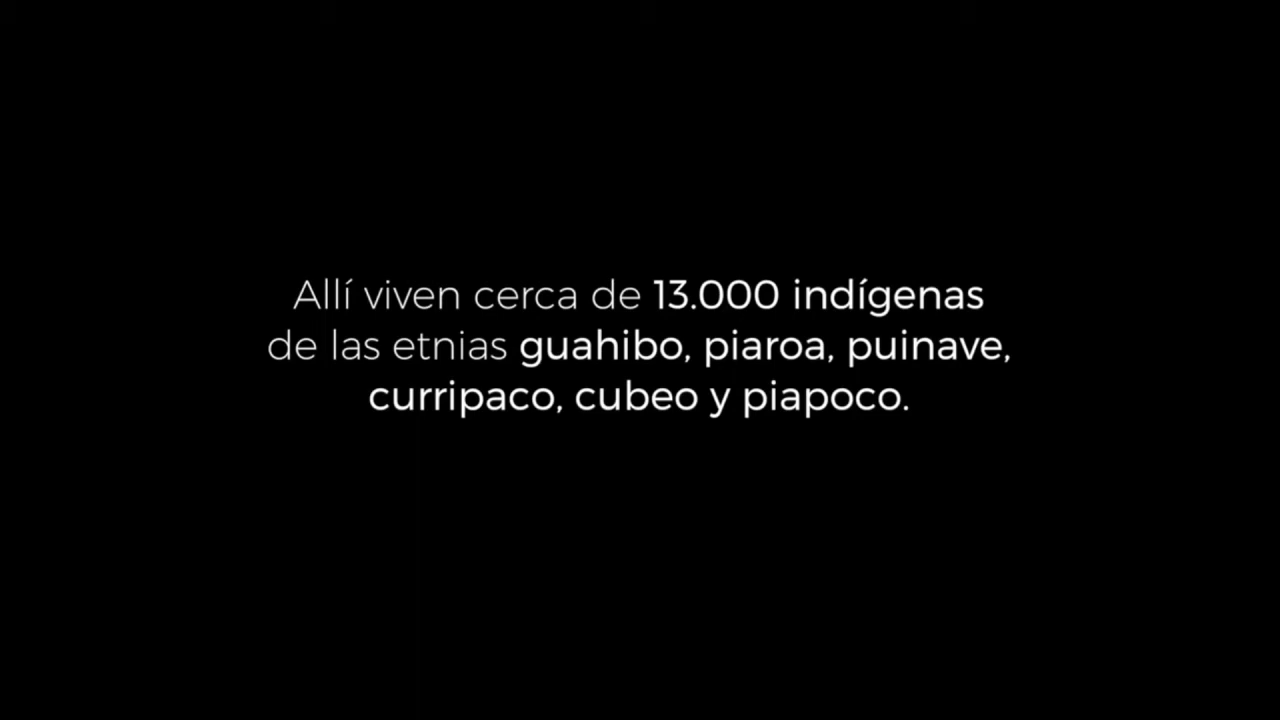 Allí viven cerca de 13.000 indígenas
de las etnias guahibo, piaroa, puinave,
curripaco, cubeo y piapoco.